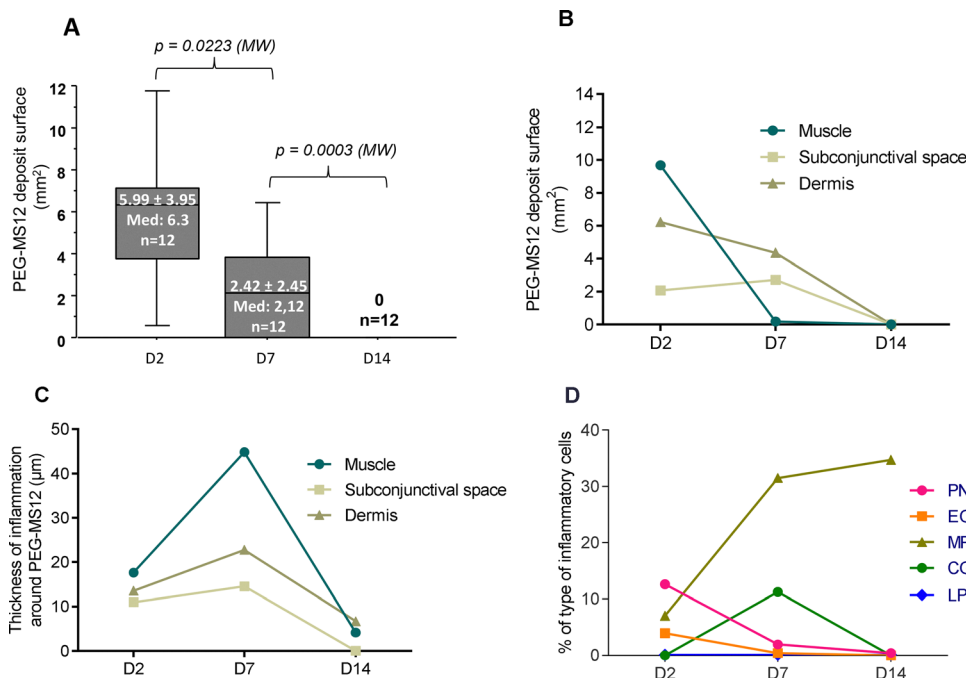 A
p = 0.0223 (MW)
p = 0.0003 (MW)
PEG-MS12 deposit surface
(mm²)
12
10
8
6
4
2
0
5.99 ± 3.95
Med: 6.3
n=12
2.42 ± 2.45
Med: 2,12
n=12
0
n=12
D2
D7
D14
B
PEG-MS12 deposit surface
(mm²)
14
12
10
8
6
4
2
0
Muscle
Subconjunctival space
Dermis
D2
D7
D14
C
Thickness of inflammation
around PEG-MS12 (µm)
50
40
30
20
10
0
Muscle
Subconjunctival space
Dermis
D2
D7
D14
D
% of type of inflammatory cells
40
30
20
10
0
LP
D2
D7
D14